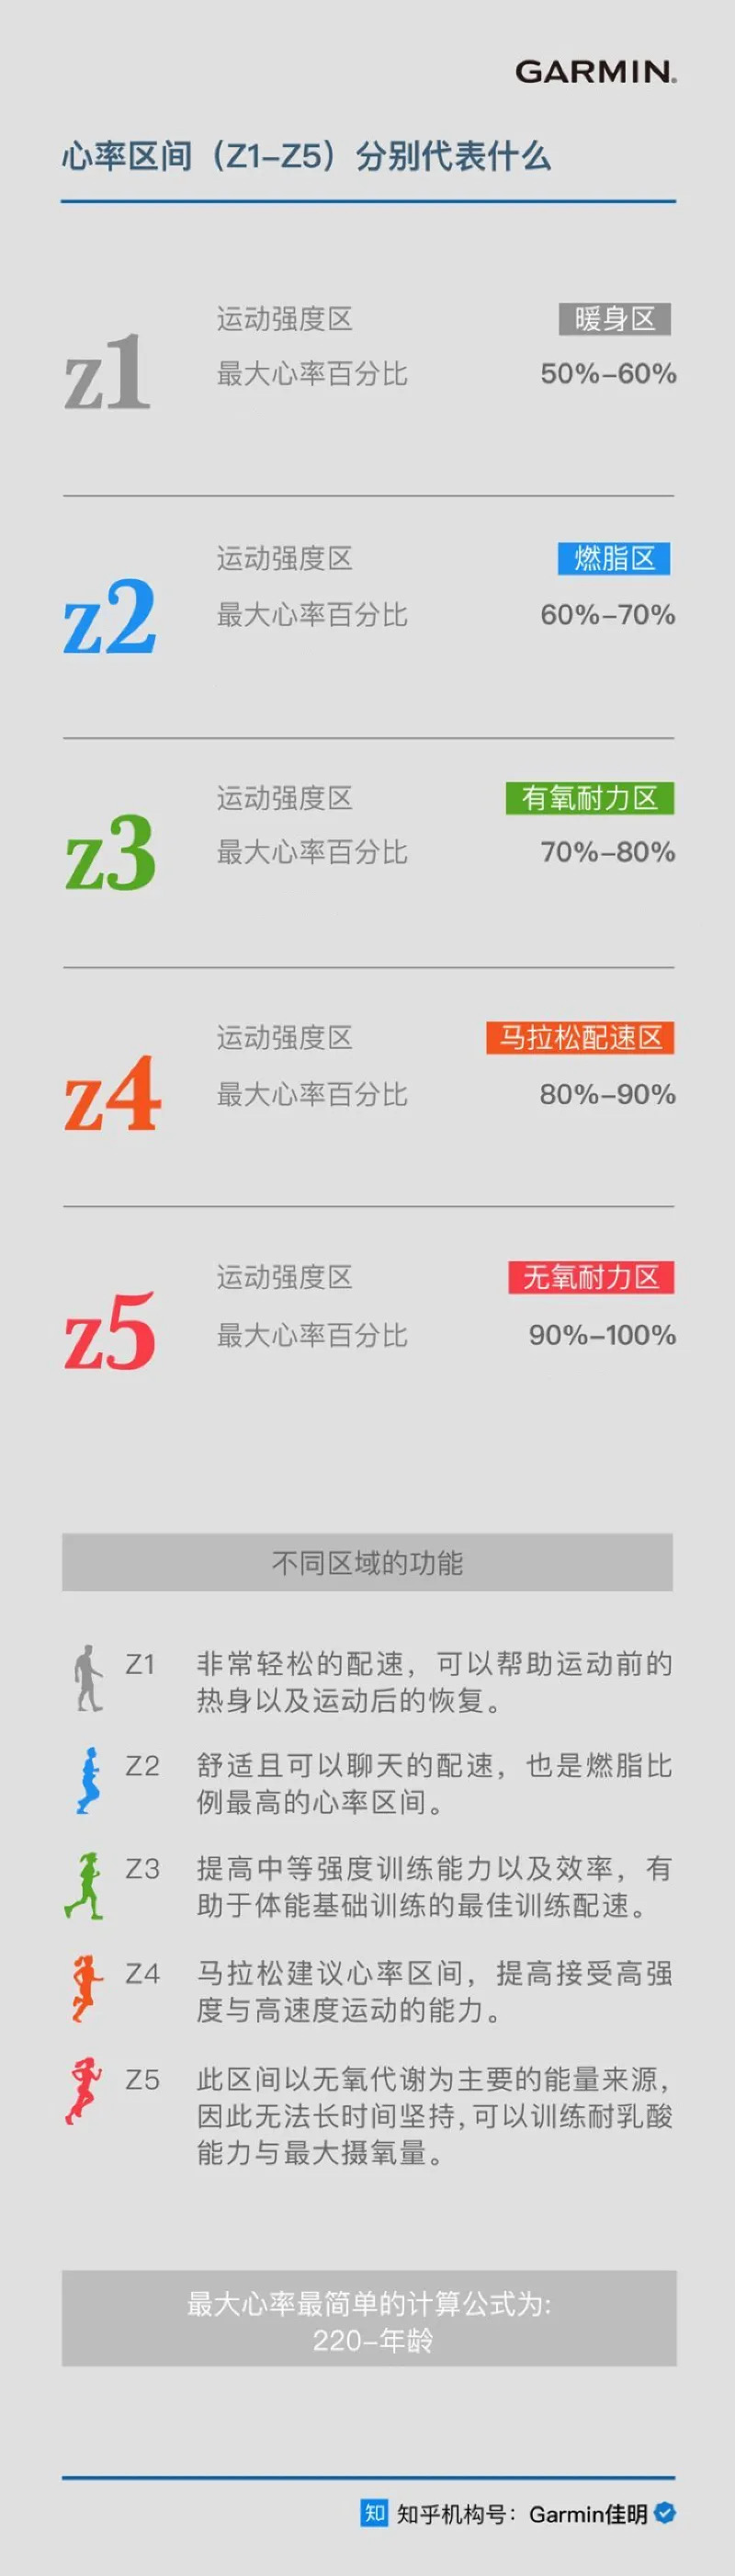 GARMIN.
心率区间（Z1-Z5）分别代表什么
z1
运动强度区 暖身区
最大心率百分比 50%-60%
z2
运动强度区 燃脂区
最大心率百分比 60%-70%
z3
运动强度区 有氧耐力区
最大心率百分比 70%-80%
z4
运动强度区 马拉松配速区
最大心率百分比 80%-90%
z5
运动强度区 无氧耐力区
最大心率百分比 90%-100%
不同区域的功能
Z1 非常轻松的配速，可以帮助运动前的
热身以及运动后的恢复。
Z2 舒适且可以聊天的配速，也是燃脂比
例最高的心率区间。
Z3 提高中等强度训练能力以及效率，有
助于体能基础训练的最佳训练配速。
Z4 马拉松建议心率区间，提高接受高强
度与高速度运动的能力。
Z5 此区间以无氧代谢为主要的能量来源，
因此无法长时间坚持，可以训练耐乳酸
能力与最大摄氧量。
最大心率最简单的计算公式为：
220-年龄
知 知乎机构号：Garmin佳明